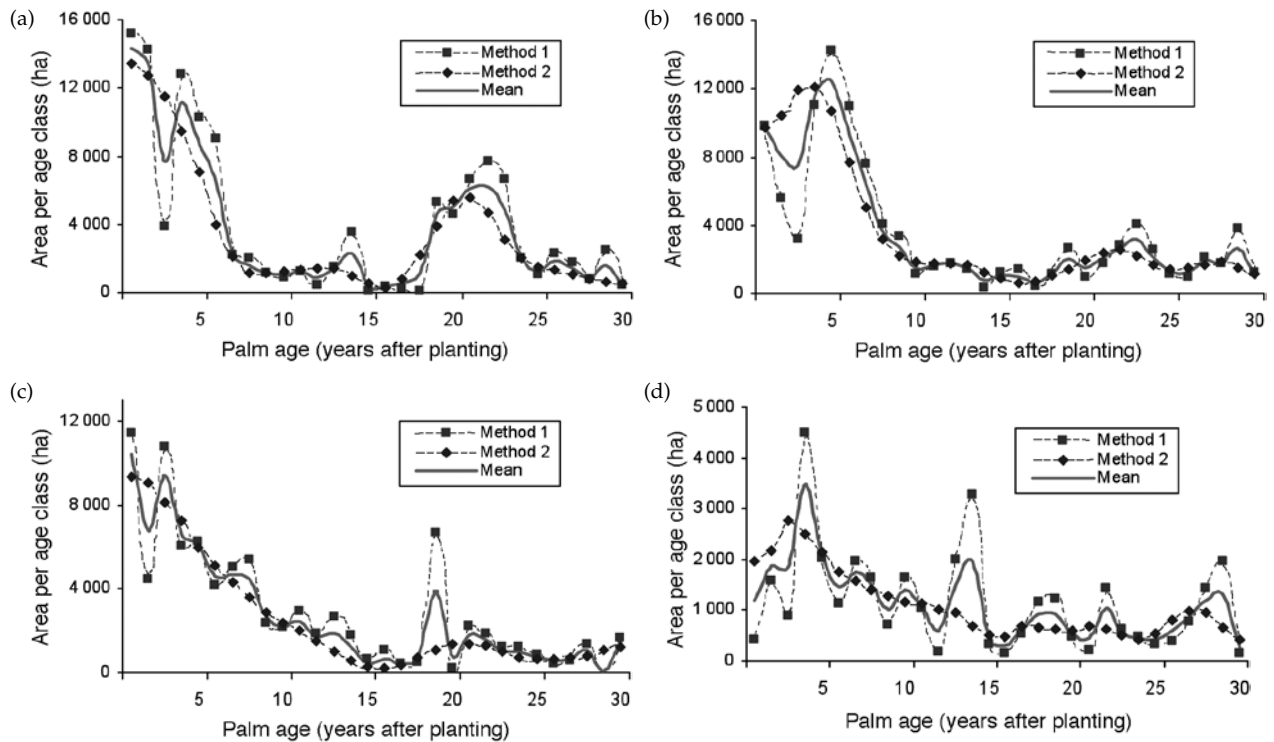 (a)
16 000
12 000
8 000
4 000
0
Area per age class (ha)
Method 1
Method 2
Mean
5 10 15 20 25 30
Palm age (years after planting)
(b)
16 000
12 000
8 000
4 000
0
Area per age class (ha)
Method 1
Method 2
Mean
5 10 15 20 25 30
Palm age (years after planting)
(c)
12 000
8 000
4 000
0
Area per age class (ha)
Method 1
Method 2
Mean
5 10 15 20 25 30
Palm age (years after planting)
(d)
5 000
4 000
3 000
2 000
1 000
0
Area per age class (ha)
Method 1
Method 2
Mean
5 10 15 20 25 30
Palm age (years after planting)